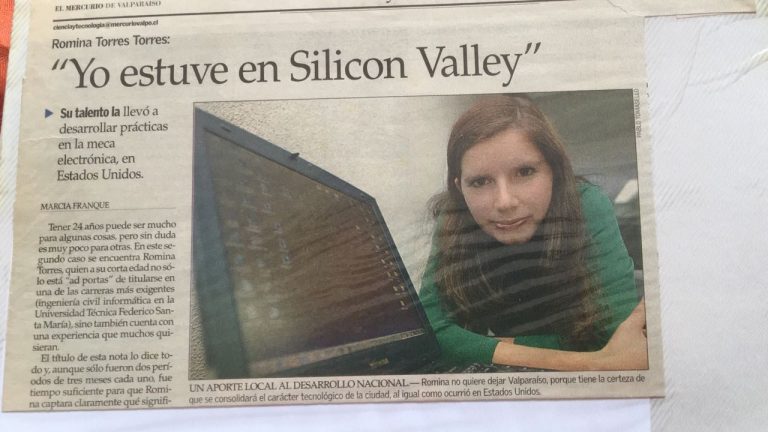 EL MERCURIO DE VALPARAÍSO
cienciaytecnologia@mercuriovalpo.cl
Romina Torres Torres:
“Yo estuve en Silicon Valley”
Su talento la llevó a
desarrollar prácticas
en la meca
electrónica, en
Estados Unidos.
MARCIA FRANQUE
Tener 24 años puede ser mucho
para algunas cosas, pero sin duda
es muy poco para otras. En este se-
gundo caso se encuentra Romina
Torres, quien a su corta edad no só-
lo está “ad portas” de titularse en
una de las carreras más exigentes
(ingeniería civil informática en la
Universidad Técnica Federico San-
ta María), sino también cuenta con
una experiencia que muchos qui-
sieran.
El título de esta nota lo dice to-
do y, aunque sólo fueron dos perí-
odos de tres meses cada uno, fue
tiempo suficiente para que Romi-
na captara claramente qué signifi-
PABLO TOMASELLO
UN APORTE LOCAL AL DESARROLLO NACIONAL.— Romina no quiere dejar Valparaíso, porque tiene la certeza de
que se consolidará el carácter tecnológico de la ciudad, al igual como ocurrió en Estados Unidos.